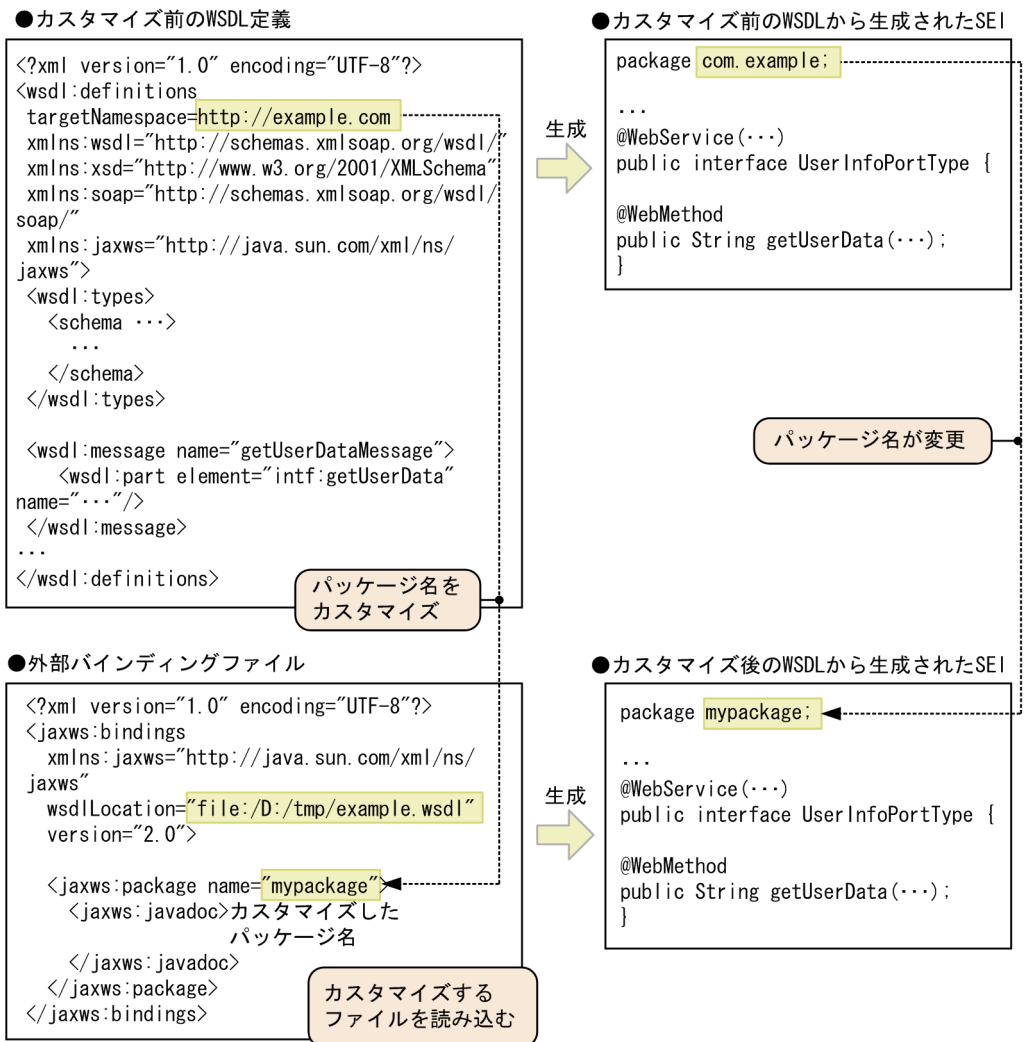 ●カスタマイズ前のWSDL定義
<?xml version="1.0" encoding="UTF-8"?>
<wsdl:definitions
targetNamespace=http://example.com
xmlns:wsdl="http://schemas.xmlsoap.org/wsdl/"
xmlns:xsd="http://www.w3.org/2001/XMLSchema"
xmlns:soap="http://schemas.xmlsoap.org/wsdl/
soap/"
xmlns:jaxws="http://java.sun.com/xml/ns/
jaxws">
<wsdl:types>
<schema ･･･>
･･･
</schema>
</wsdl:types>
<wsdl:message name="getUserDataMessage">
<wsdl:part element="intf:getUserData"
name="･･･"/>
</wsdl:message>
･･･
</wsdl:definitions>
パッケージ名を
カスタマイズ
生成
●カスタマイズ前のWSDLから生成されたSEI
package com.example;
...
@WebService(･･･)
public interface UserInfoPortType {
@WebMethod
public String getUserData(･･･);
}
パッケージ名が変更
●外部バインディングファイル
<?xml version="1.0" encoding="UTF-8"?>
<jaxws:bindings
xmlns:jaxws="http://java.sun.com/xml/ns/
jaxws"
wsdlLocation="file:/D:/tmp/example.wsdl"
version="2.0">
<jaxws:package name="mypackage">
<jaxws:javadoc>カスタマイズした
パッケージ名
</jaxws:javadoc>
</jaxws:package>
</jaxws:bindings>
カスタマイズする
ファイルを読み込む
生成
●カスタマイズ後のWSDLから生成されたSEI
package mypackage;
...
@WebService(･･･)
public interface UserInfoPortType {
@WebMethod
public String getUserData(･･･);
}